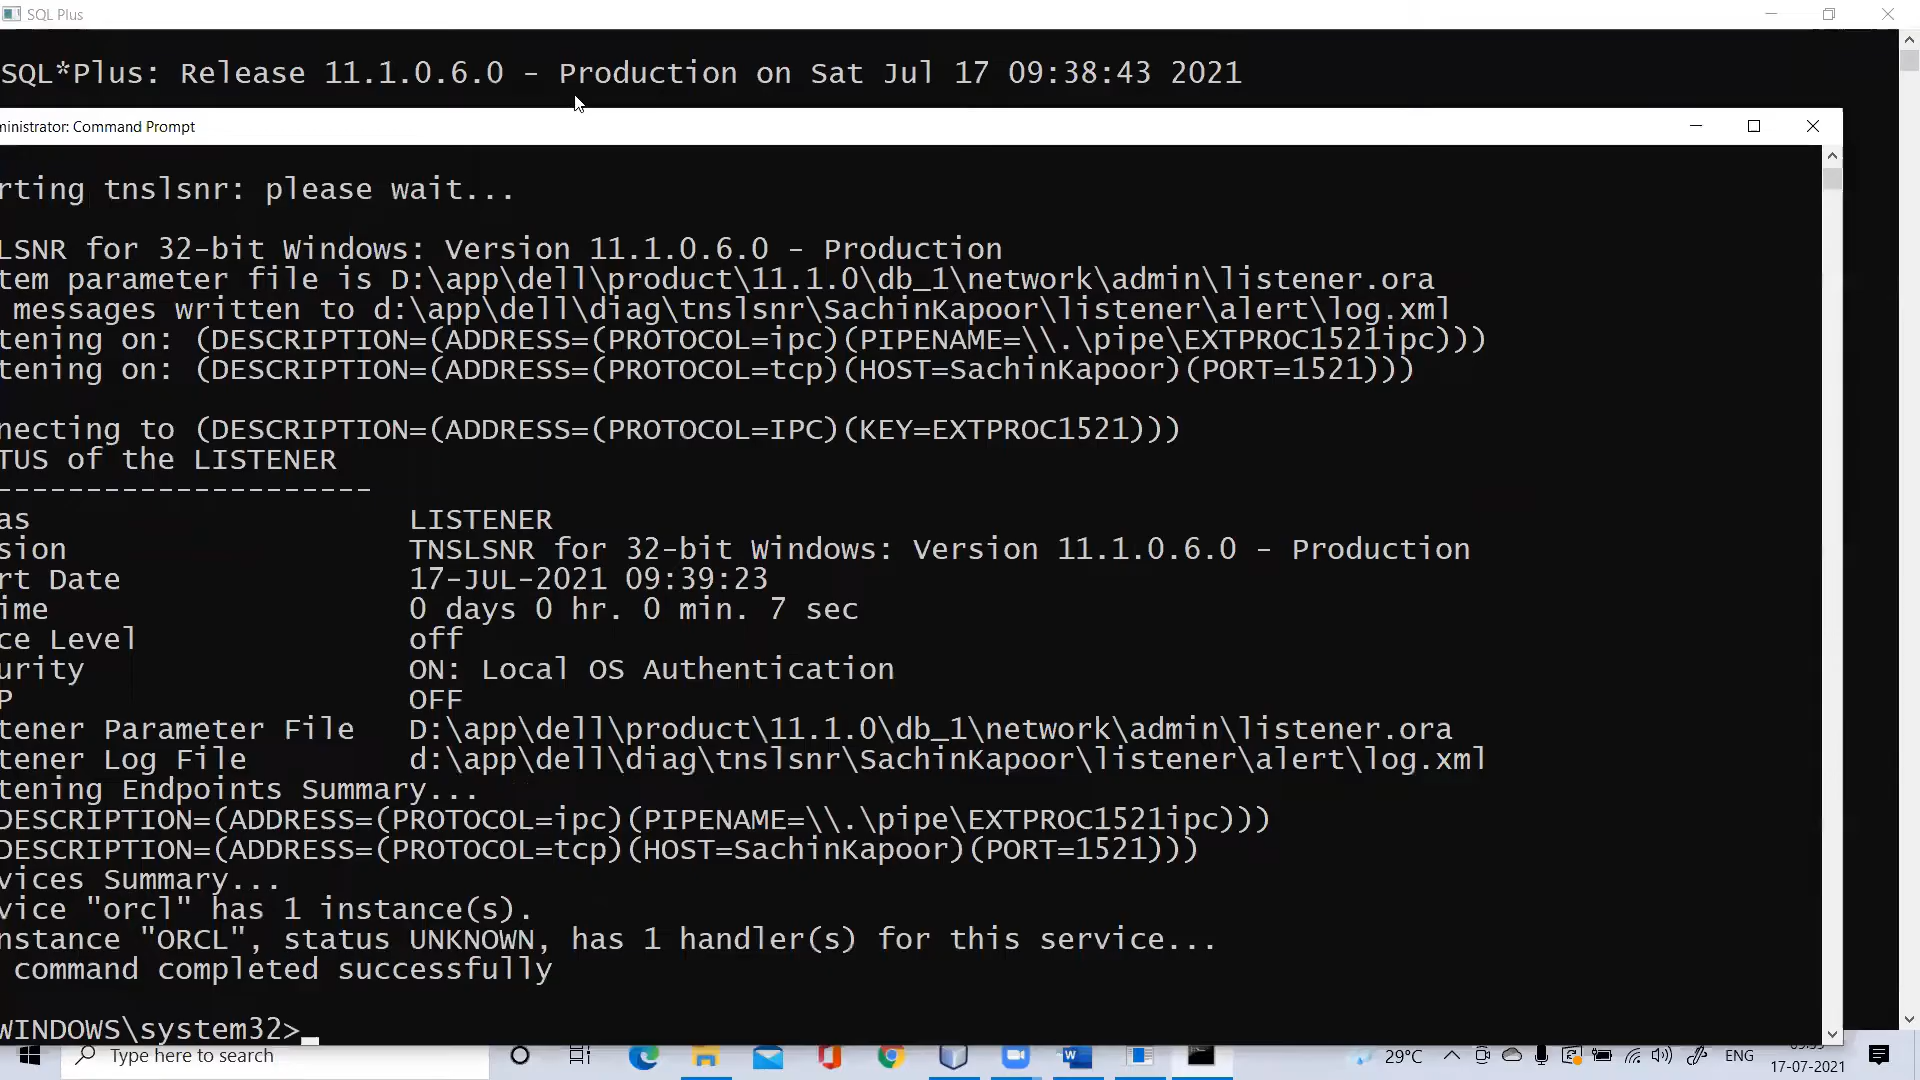 SQL Plus
SQL*Plus: Release 11.1.0.6.0 - Production on Sat Jul 17 09:38:43 2021
ministrator: Command Prompt
rting tnslsnr: please wait...
LSNR for 32-bit Windows: Version 11.1.0.6.0 - Production
tem parameter file is D:\app\dell\product\11.1.0\db_1\network\admin\listener.ora
messages written to d:\app\dell\diag\tnslsnr\SachinKapoor\listener\alert\log.xml
tening on: (DESCRIPTION=(ADDRESS=(PROTOCOL=ipc)(PIPENAME=\\.\pipe\EXTPROC1521ipc)))
tening on: (DESCRIPTION=(ADDRESS=(PROTOCOL=tcp)(HOST=SachinKapoor)(PORT=1521)))
necting to (DESCRIPTION=(ADDRESS=(PROTOCOL=IPC)(KEY=EXTPROC1521)))
TUS of the LISTENER
---------------------
as LISTENER
sion TNSLSNR for 32-bit Windows: Version 11.1.0.6.0 - Production
rt Date 17-JUL-2021 09:39:23
ime 0 days 0 hr. 0 min. 7 sec
ce Level off
urity ON: Local OS Authentication
P OFF
tener Parameter File D:\app\dell\product\11.1.0\db_1\network\admin\listener.ora
tener Log File d:\app\dell\diag\tnslsnr\SachinKapoor\listener\alert\log.xml
tening Endpoints Summary...
DESCRIPTION=(ADDRESS=(PROTOCOL=ipc)(PIPENAME=\\.\pipe\EXTPROC1521ipc)))
DESCRIPTION=(ADDRESS=(PROTOCOL=tcp)(HOST=SachinKapoor)(PORT=1521)))
vices Summary...
vice "orcl" has 1 instance(s).
nstance "ORCL", status UNKNOWN, has 1 handler(s) for this service...
command completed successfully
WINDOWS\system32>
Type here to search
29°C
ENG
17-07-2021